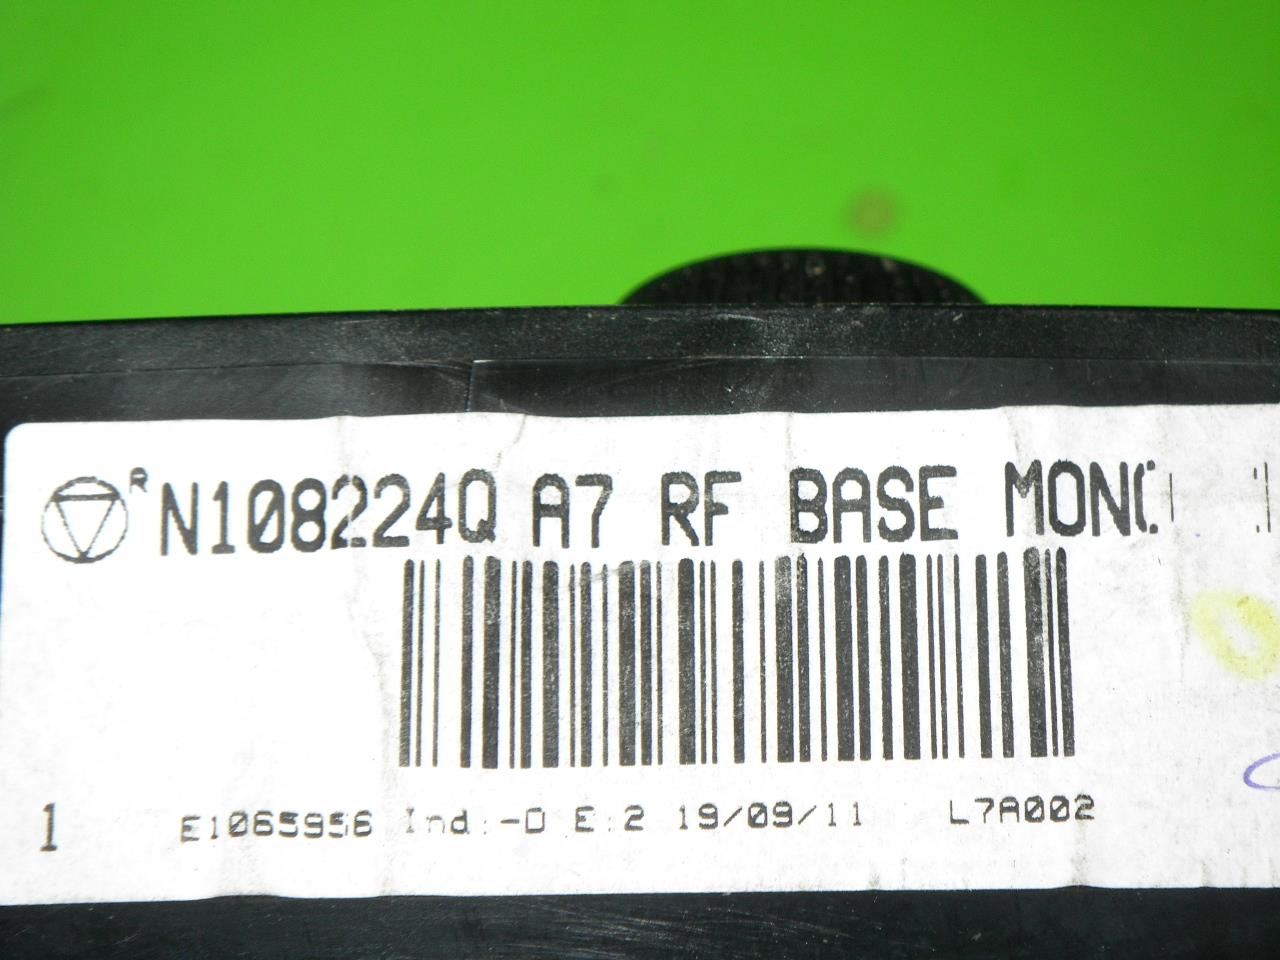 R N108224Q A7 RF BASE MONO
1 E1065956 Ind:-D E:2 19/09/11 L7A002